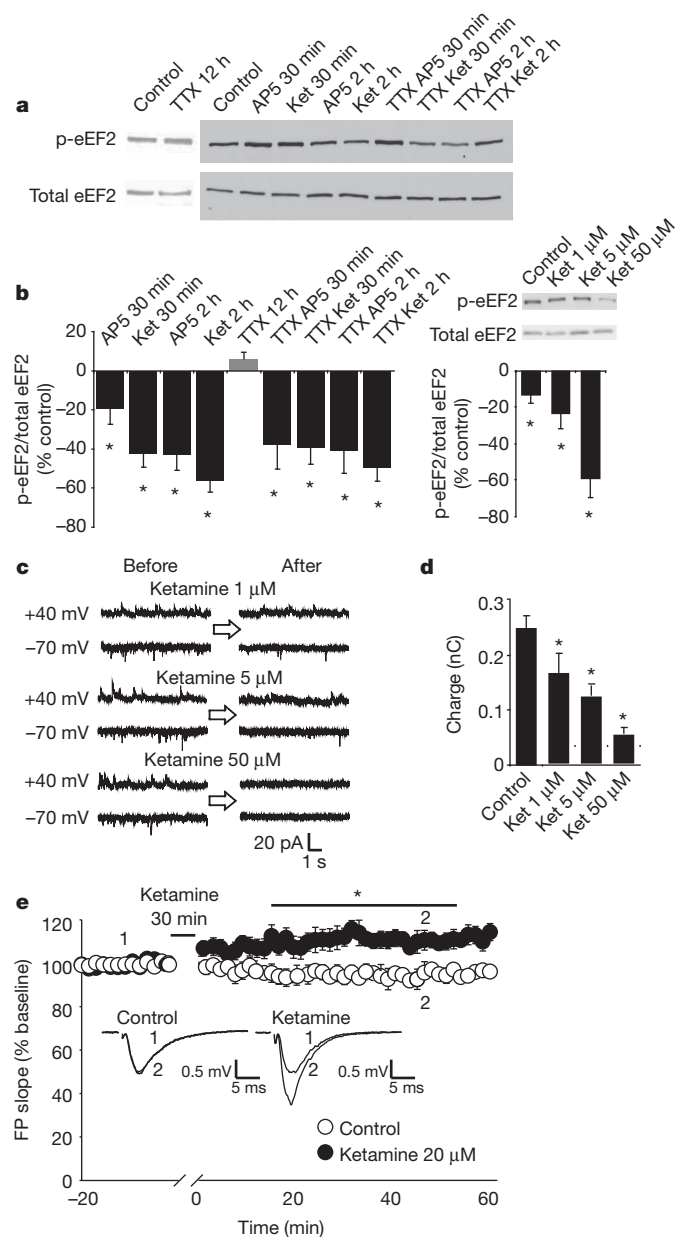 a
Control
TTX 12 h
Control
AP5 30 min
Ket 30 min
AP5 2 h
Ket 2 h
TTX AP5 30 min
TTX Ket 30 min
TTX AP5 2 h
TTX Ket 2 h
p-eEF2
Total eEF2
b
AP5 30 min
Ket 30 min
AP5 2 h
Ket 2 h
TTX 12 h
TTX AP5 30 min
TTX Ket 30 min
TTX AP5 2 h
TTX Ket 2 h
20
0
−20
−40
−60
−80
p-eEF2/total eEF2
(% control)
* * * * * * * *
Control
Ket 1 µM
Ket 5 µM
Ket 50 µM
p-eEF2
Total eEF2
0
−20
−40
−60
−80
p-eEF2/total eEF2
(% control)
* * *
c
Before After
Ketamine 1 µM
+40 mV
−70 mV
Ketamine 5 µM
+40 mV
−70 mV
Ketamine 50 µM
+40 mV
−70 mV
20 pA
1 s
d
0.3
0.2
0.1
0
Charge (nC)
* * *
Control
Ket 1 µM
Ket 5 µM
Ket 50 µM
e
Ketamine
30 min
*
1
2
2
120
100
80
60
40
20
0
FP slope (% baseline)
Control
1
2
0.5 mV
5 ms
Ketamine
1
2
0.5 mV
5 ms
Control
Ketamine 20 µM
−20 0 20 40 60
Time (min)